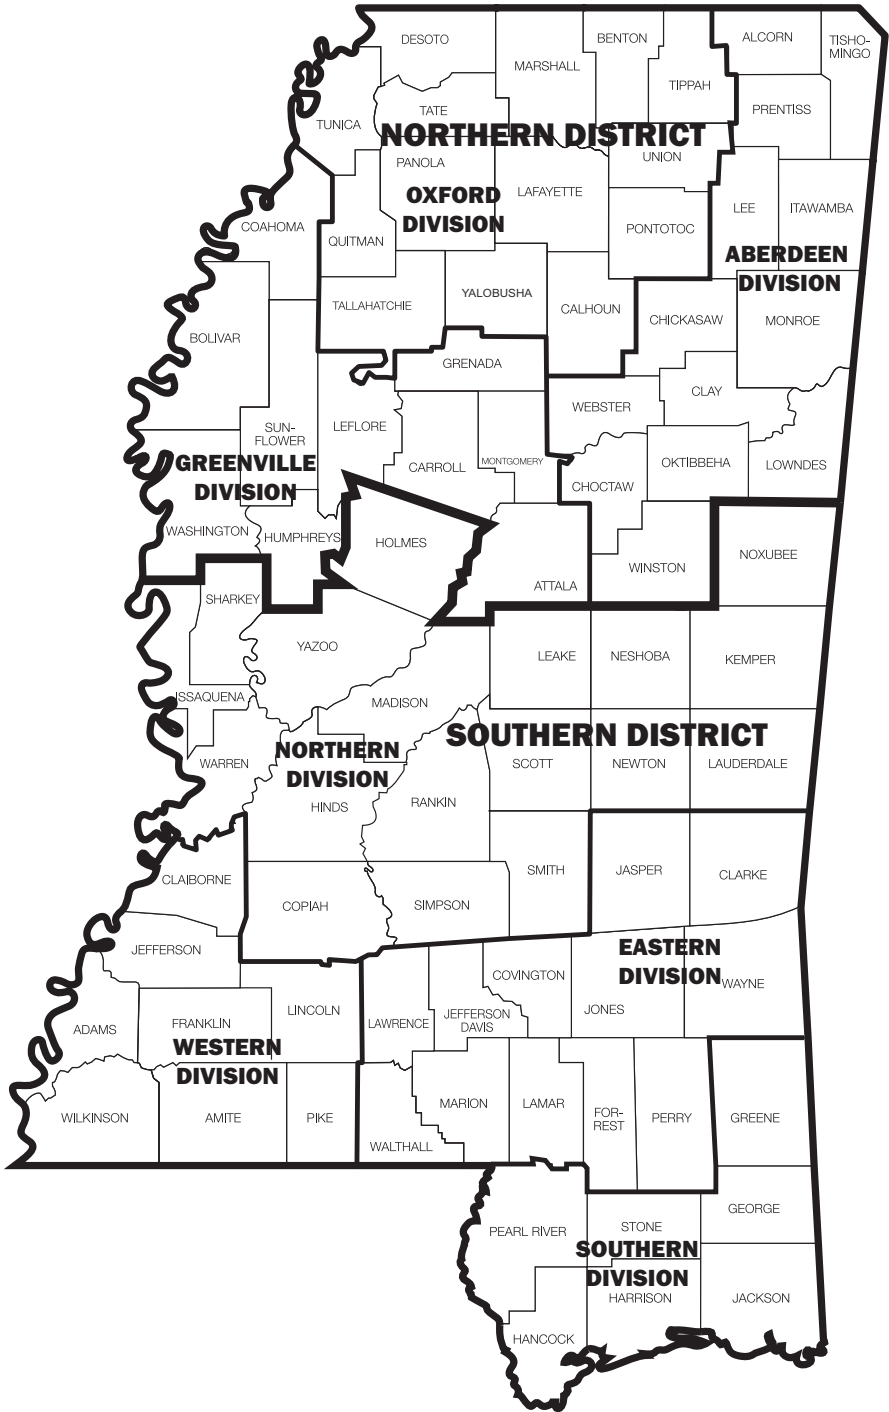 DESOTO
BENTON
ALCORN
TISHO-
MINGO
MARSHALL
TIPPAH
TATE
PRENTISS
TUNICA
NORTHERN DISTRICT
PANOLA
UNION
LAFAYETTE
OXFORD
DIVISION
LEE
ITAWAMBA
COAHOMA
QUITMAN
PONTOTOC
ABERDEEN
DIVISION
TALLAHATCHIE
YALOBUSHA
CALHOUN
CHICKASAW
MONROE
BOLIVAR
GRENADA
CLAY
WEBSTER
SUN-
FLOWER
LEFLORE
CARROLL
MONTGOMERY
OKTIBBEHA
LOWNDES
GREENVILLE
DIVISION
CHOCTAW
WASHINGTON
HUMPHREYS
HOLMES
NOXUBEE
WINSTON
ATTALA
SHARKEY
YAZOO
LEAKE
NESHOBA
KEMPER
ISSAQUENA
MADISON
SOUTHERN DISTRICT
NORTHERN
DIVISION
WARREN
SCOTT
NEWTON
LAUDERDALE
HINDS
RANKIN
SMITH
JASPER
CLARKE
CLAIBORNE
COPIAH
SIMPSON
JEFFERSON
EASTERN
DIVISION
COVINGTON
WAYNE
JONES
LINCOLN
ADAMS
FRANKLIN
LAWRENCE
JEFFERSON
DAVIS
WESTERN
DIVISION
WILKINSON
AMITE
PIKE
MARION
LAMAR
FOR-
REST
PERRY
GREENE
WALTHALL
GEORGE
PEARL RIVER
STONE
SOUTHERN
DIVISION
HARRISON
JACKSON
HANCOCK